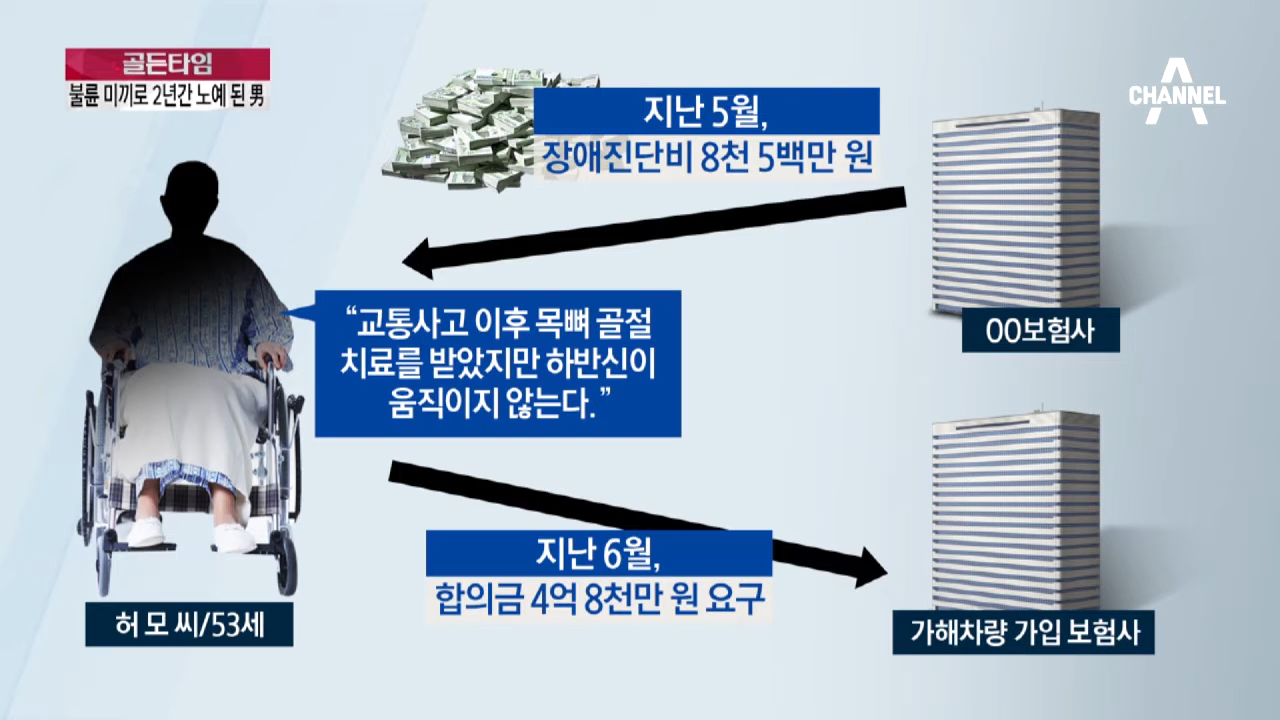 골든타임
불륜 미끼로 2년간 노예 된 男
CHANNEL
지난 5월,
장애진단비 8천 5백만 원
OO보험사
“교통사고 이후 목뼈 골절
치료를 받았지만 하반신이
움직이지 않는다.”
지난 6월,
합의금 4억 8천만 원 요구
허 모 씨/53세
가해차량 가입 보험사